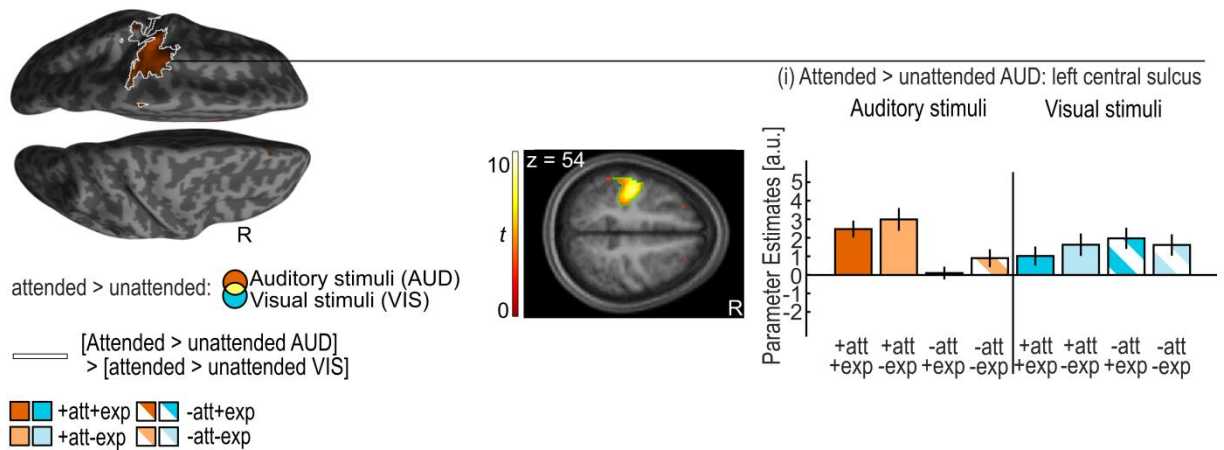 (i) Attended > unattended AUD: left central sulcus
Auditory stimuli Visual stimuli
R
attended > unattended: Auditory stimuli (AUD)
Visual stimuli (VIS)
[Attended > unattended AUD]
> [attended > unattended VIS]
+att+exp -att+exp
+att-exp -att-exp
10
t
0
z = 54
R
Parameter Estimates [a.u.]
5
4
3
2
1
0
-1
-2
+att +att -att -att +att +att -att -att
+exp -exp +exp -exp +exp -exp +exp -exp